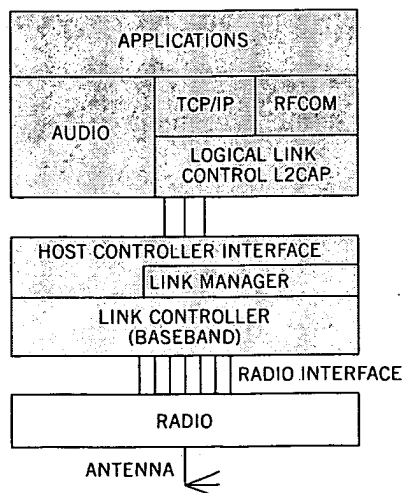 APPLICATIONS
AUDIO
TCP/IP
RFCOM
LOGICAL LINK
CONTROL L2CAP
HOST CONTROLLER INTERFACE
LINK MANAGER
LINK CONTROLLER
(BASEBAND)
RADIO INTERFACE
RADIO
ANTENNA